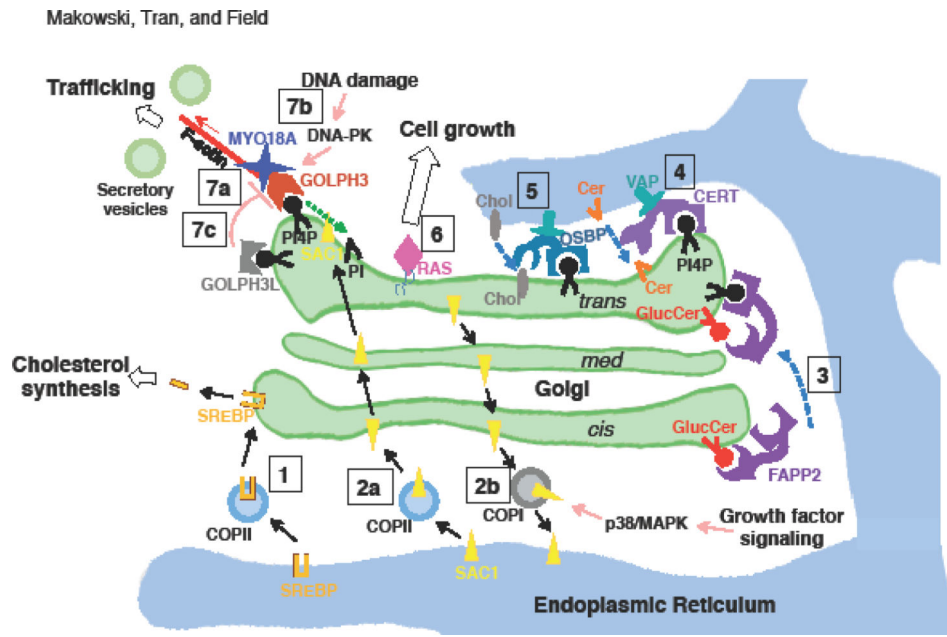 Makowski, Tran, and Field
Trafficking
DNA damage
7b
DNA-PK
MYO18A
Actin
Cell growth
GOLPH3
Secretory
vesicles
7a
7c
PI4P
SAC1
PI
GOLPH3L
6
RAS
Chol
5
Cer
VAP
4
CERT
OSBP
PI4P
Chol
trans
Cer
GlucCer
Cholesterol
synthesis
med
Golgi
3
SREBP
cis
GlucCer
FAPP2
1
2a
2b
COPII
COPII
COPI
p38/MAPK
Growth factor
signaling
SREBP
SAC1
Endoplasmic Reticulum